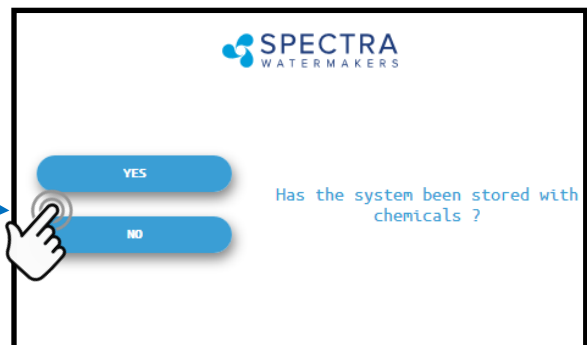 SPECTRA
WATERMAKERS
YES
Has the system been stored with
chemicals ?
NO